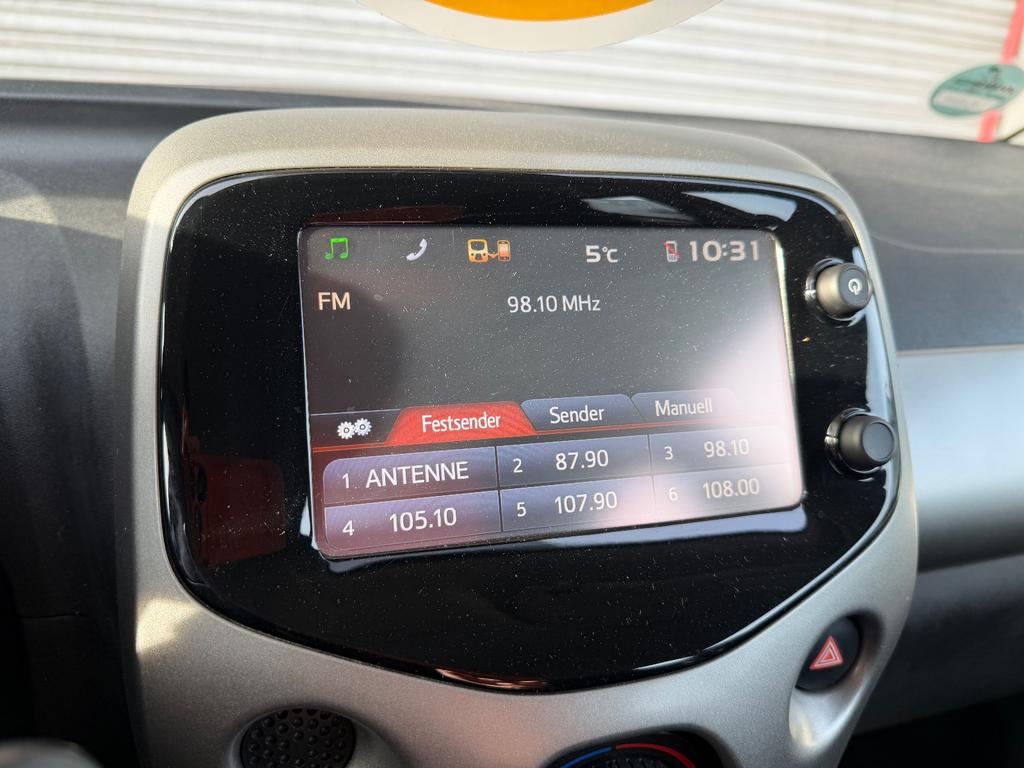 5°C 10:31
FM 98.10 MHz
Festsender Sender Manuell
1 ANTENNE 2 87.90 3 98.10
4 105.10 5 107.90 6 108.00